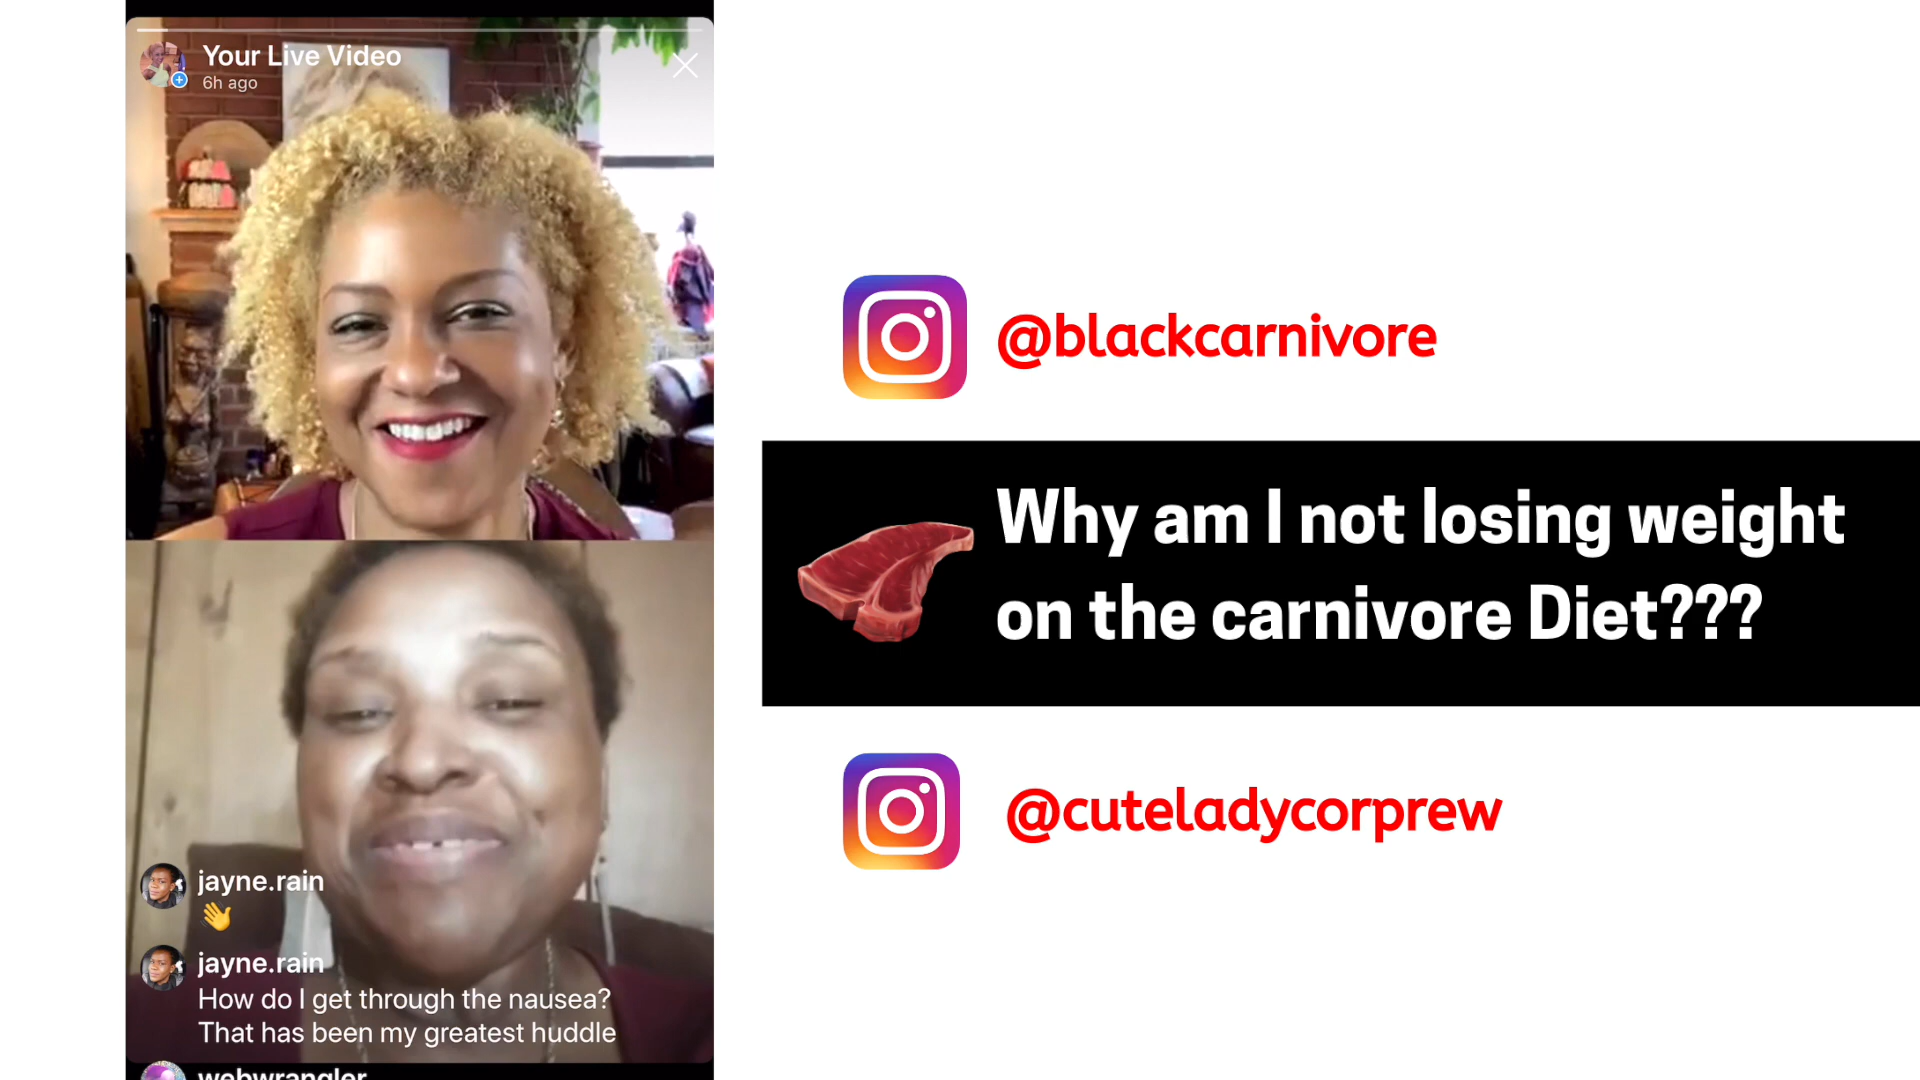 Your Live Video
6h ago
@blackcarnivore
Why am I not losing weight
on the carnivore Diet???
@cuteladycorprew
jayne.rain
👋
jayne.rain
How do I get through the nausea?
That has been my greatest huddle
webwrangler